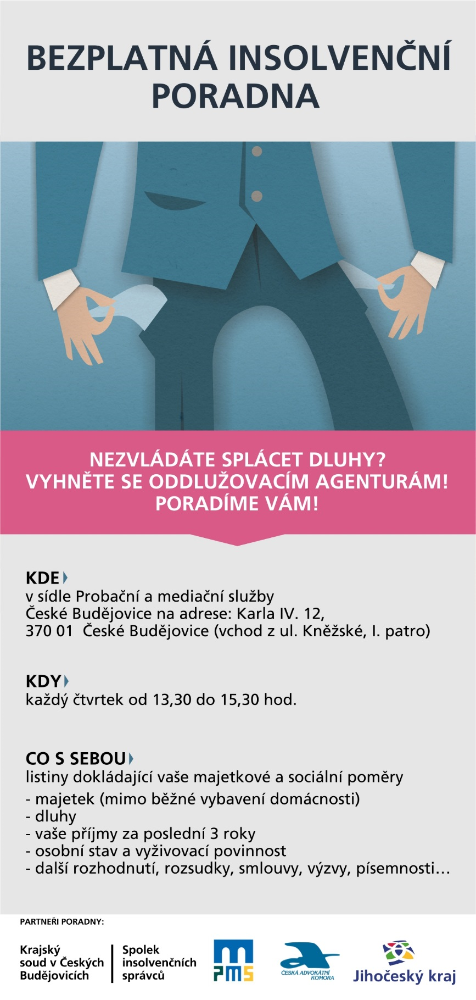 BEZPLATNÁ INSOLVENČNÍ
PORADNA
NEZVLÁDÁTE SPLÁCET DLUHY?
VYHNĚTE SE ODDLUŽOVACÍM AGENTURÁM!
PORADÍME VÁM!
KDE
v sídle Probační a mediační služby
České Budějovice na adrese: Karla IV. 12,
370 01 České Budějovice (vchod z ul. Kněžské, I. patro)
KDY
každý čtvrtek od 13,30 do 15,30 hod.
CO S SEBOU
listiny dokládající vaše majetkové a sociální poměry
- majetek (mimo běžné vybavení domácnosti)
- dluhy
- vaše příjmy za poslední 3 roky
- osobní stav a vyživovací povinnost
- další rozhodnutí, rozsudky, smlouvy, výzvy, písemnosti...
PARTNEŘI PORADNY:
Krajský
soud v Českých
Budějovicích
Spolek
insolvenčních
správců
PMS
ČESKÁ ADVOKÁTNÍ
KOMORA
Jihočeský kraj